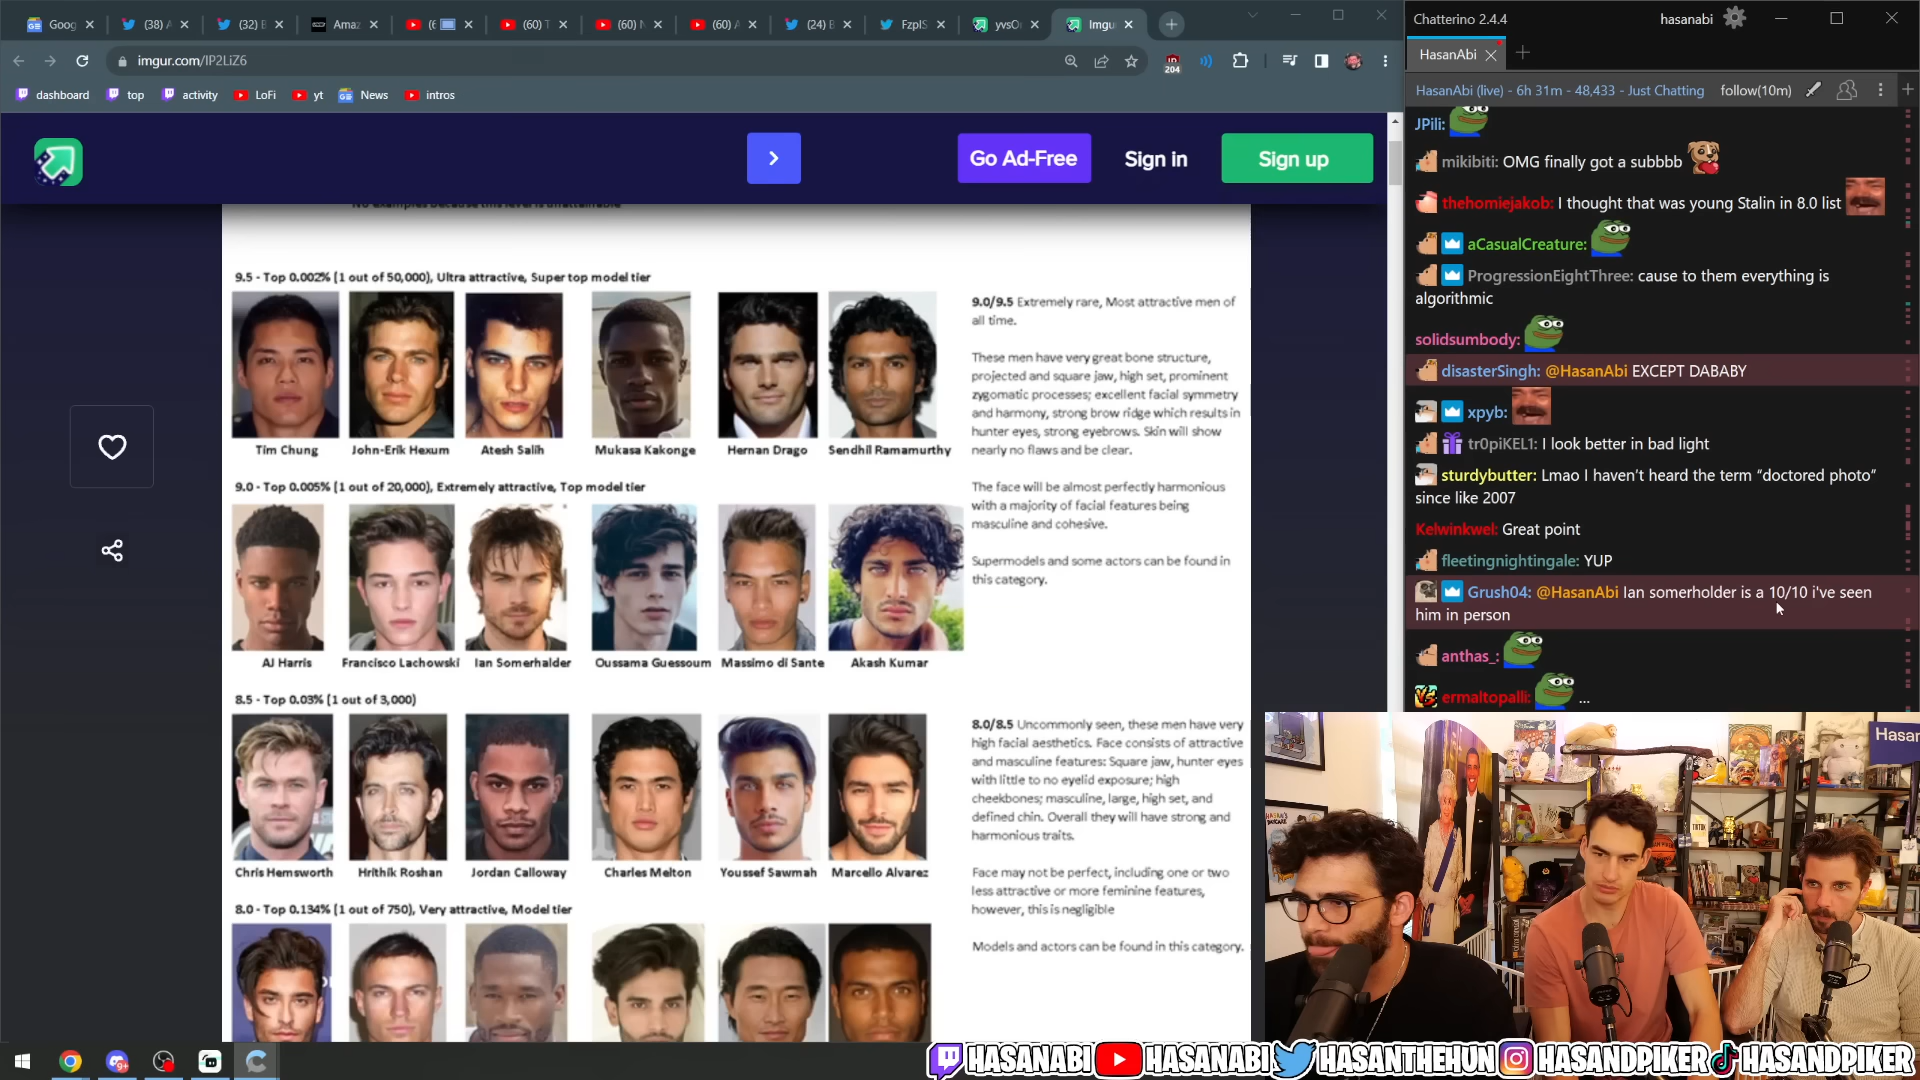 Goog
(38) A
(32) E
Amaz
(60) T
(60) N
(60) A
(24) B
FzpIS
yvsO
Imgu
imgur.com/IP2LiZ6
204
dashboard
top
activity
LoFi
yt
News
intros
Go Ad-Free
Sign in
Sign up
9.5 - Top 0.002% (1 out of 50,000), Ultra attractive, Super top model tier
Tim Chung
John-Erik Hexum
Atesh Salih
Mukasa Kakonge
Hernan Drago
Sendhil Ramamurthy
9.0/9.5 Extremely rare, Most attractive men of
all time.
These men have very great bone structure,
projected and square jaw, high set, prominent
zygomatic processes; excellent facial symmetry
and harmony, strong brow ridge which results in
hunter eyes, strong eyebrows. Skin will show
nearly no flaws and be clear.
The face will be almost perfectly harmonious
with a majority of facial features being
masculine and cohesive.
Supermodels and some actors can be found in
this category.
9.0 - Top 0.005% (1 out of 20,000), Extremely attractive, Top model tier
AJ Harris
Francisco Lachowski
Ian Somerhalder
Oussama Guessoum
Massimo di Sante
Akash Kumar
8.5 - Top 0.03% (1 out of 3,000)
Chris Hemsworth
Hrithik Roshan
Jordan Calloway
Charles Melton
Youssef Sawmah
Marcello Alvarez
8.0/8.5 Uncommonly seen, these men have very
high facial aesthetics. Face consists of attractive
and masculine features: Square jaw, hunter eyes
with little to no eyelid exposure; high
cheekbones; masculine, large, high set, and
defined chin. Overall they will have strong and
harmonious traits.
Face may not be perfect, including one or two
less attractive or more feminine features,
however, this is negligible
Models and actors can be found in this category.
8.0 - Top 0.134% (1 out of 750), Very attractive, Model tier
Chatterino 2.4.4
hasanabi
HasanAbi
HasanAbi (live) - 6h 31m - 48,433 - Just Chatting
follow(10m)
JPili:
mikibiti: OMG finally got a subbbb
thehomiejakob: I thought that was young Stalin in 8.0 list
aCasualCreature:
ProgressionEightThree: cause to them everything is
algorithmic
solidsumbody:
disasterSingh: @HasanAbi EXCEPT DABABY
xpyb:
tr0piKEL1: I look better in bad light
sturdybutter: Lmao I haven't heard the term “doctored photo”
since like 2007
Kelwinkwel: Great point
fleetingnightingale: YUP
Grush04: @HasanAbi Ian somerholder is a 10/10 i've seen
him in person
anthas_:
ermaltopalli: ...
Hasan
HASANABI
HASANABI
HASANTHEHUN
HASANDPIKER
HASANDPIKER